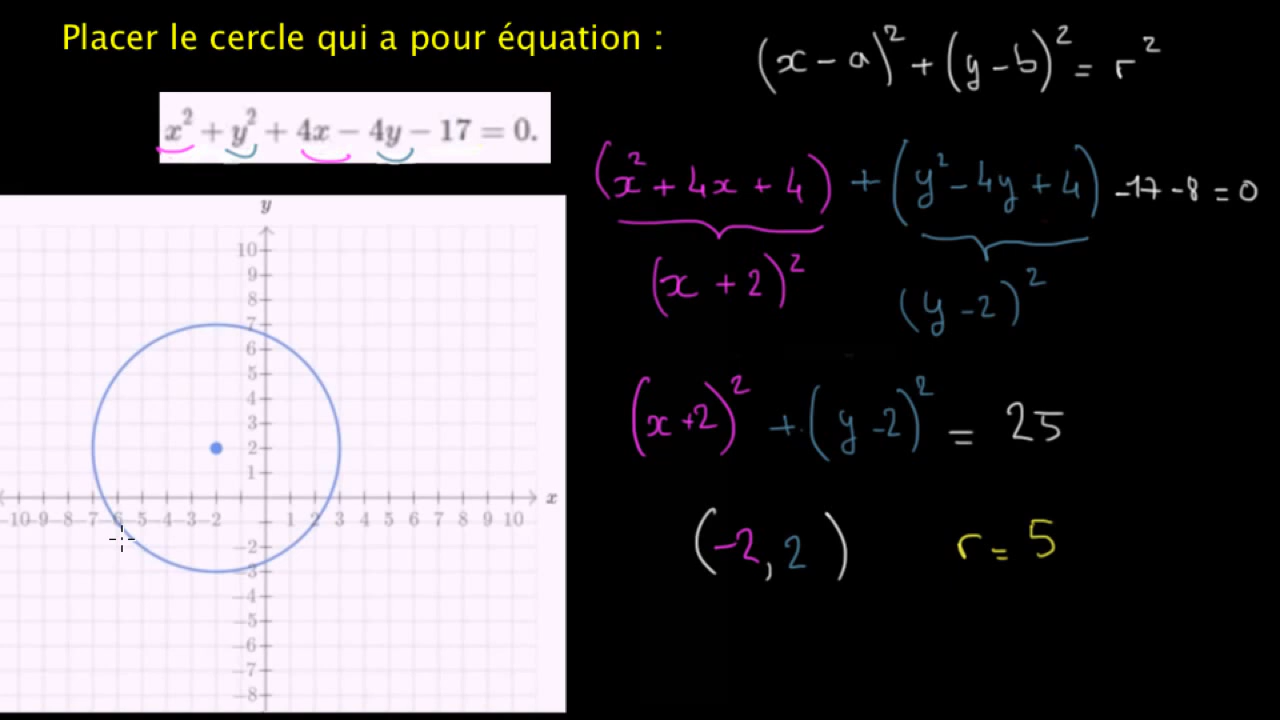 Placer le cercle qui a pour équation :
(x - a)² + (y - b)² = r²
x² + y² + 4x - 4y - 17 = 0.
(x² + 4x + 4) + (y² - 4y + 4) -17 - 8 = 0
(x + 2)²
(y - 2)²
(x+2)² + (y - 2)² = 25
(-2, 2) r = 5
y
10
9
8
7
6
5
4
3
2
1
x
-10 -9 -8 -7 -6 -5 -4 -3 -2 1 2 3 4 5 6 7 8 9 10
-2
-3
-4
-5
-6
-7
-8